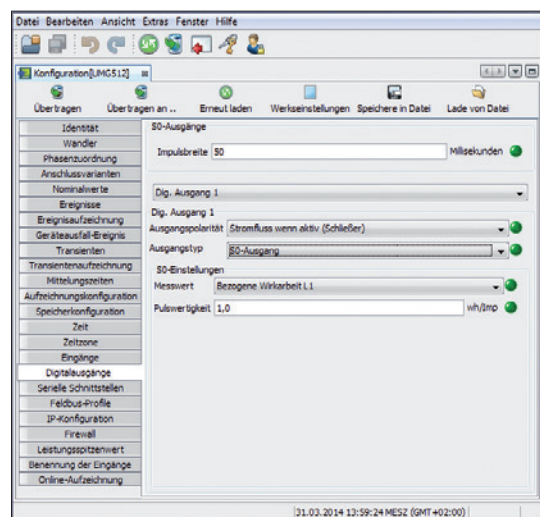 Datei Bearbeiten Ansicht Extras Fenster Hilfe
Konfiguration[UMG512]
Übertragen Übertragen an .. Erneut laden Werkseinstellungen Speichere in Datei Lade von Datei
Identität
Wandler
Phasenzuordnung
Anschlussvarianten
Nominalwerte
Ereignisse
Ereignisaufzeichnung
Geräteausfall-Ereignis
Transienten
Transientenaufzeichnung
Mittelungszeiten
Aufzeichnungskonfiguration
Speicherkonfiguration
Zeit
Zeitzone
Eingänge
Digitalausgänge
Serielle Schnittstellen
Feldbus-Profile
IP-Konfiguration
Firewall
Leistungsspitzenwert
Benennung der Eingänge
Online-Aufzeichnung
S0-Ausgänge
Impulsbreite 50 Millisekunden
Dig. Ausgang 1
Dig. Ausgang 1
Ausgangspolarität Stromfluss wenn aktiv (Schließer)
Ausgangstyp S0-Ausgang
S0-Einstellungen
Messwert Bezogene Wirkarbeit L1
Pulswertigkeit 1,0 wh/Imp
31.03.2014 13:59:24 MESZ (GMT+02:00)